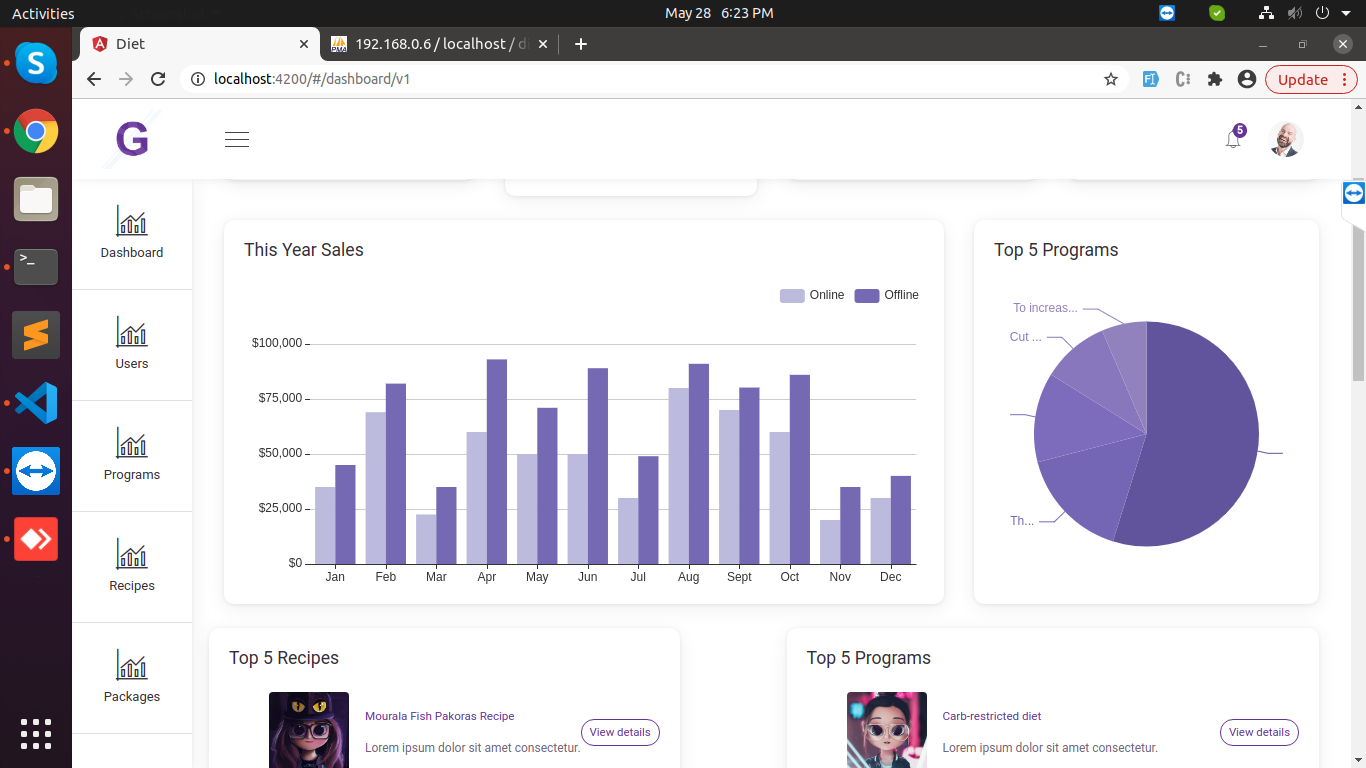 Activities
May 28 6:23 PM
Diet
192.168.0.6 / localhost / d
localhost:4200/#/dashboard/v1
Update
G
5
Dashboard
Users
Programs
Recipes
Packages
This Year Sales
Online
Offline
$100,000
$75,000
$50,000
$25,000
$0
Jan Feb Mar Apr May Jun Jul Aug Sept Oct Nov Dec
Top 5 Programs
To increas...
Cut ...
Th...
Top 5 Recipes
Mourala Fish Pakoras Recipe
Lorem ipsum dolor sit amet consectetur.
View details
Top 5 Programs
Carb-restricted diet
Lorem ipsum dolor sit amet consectetur.
View details